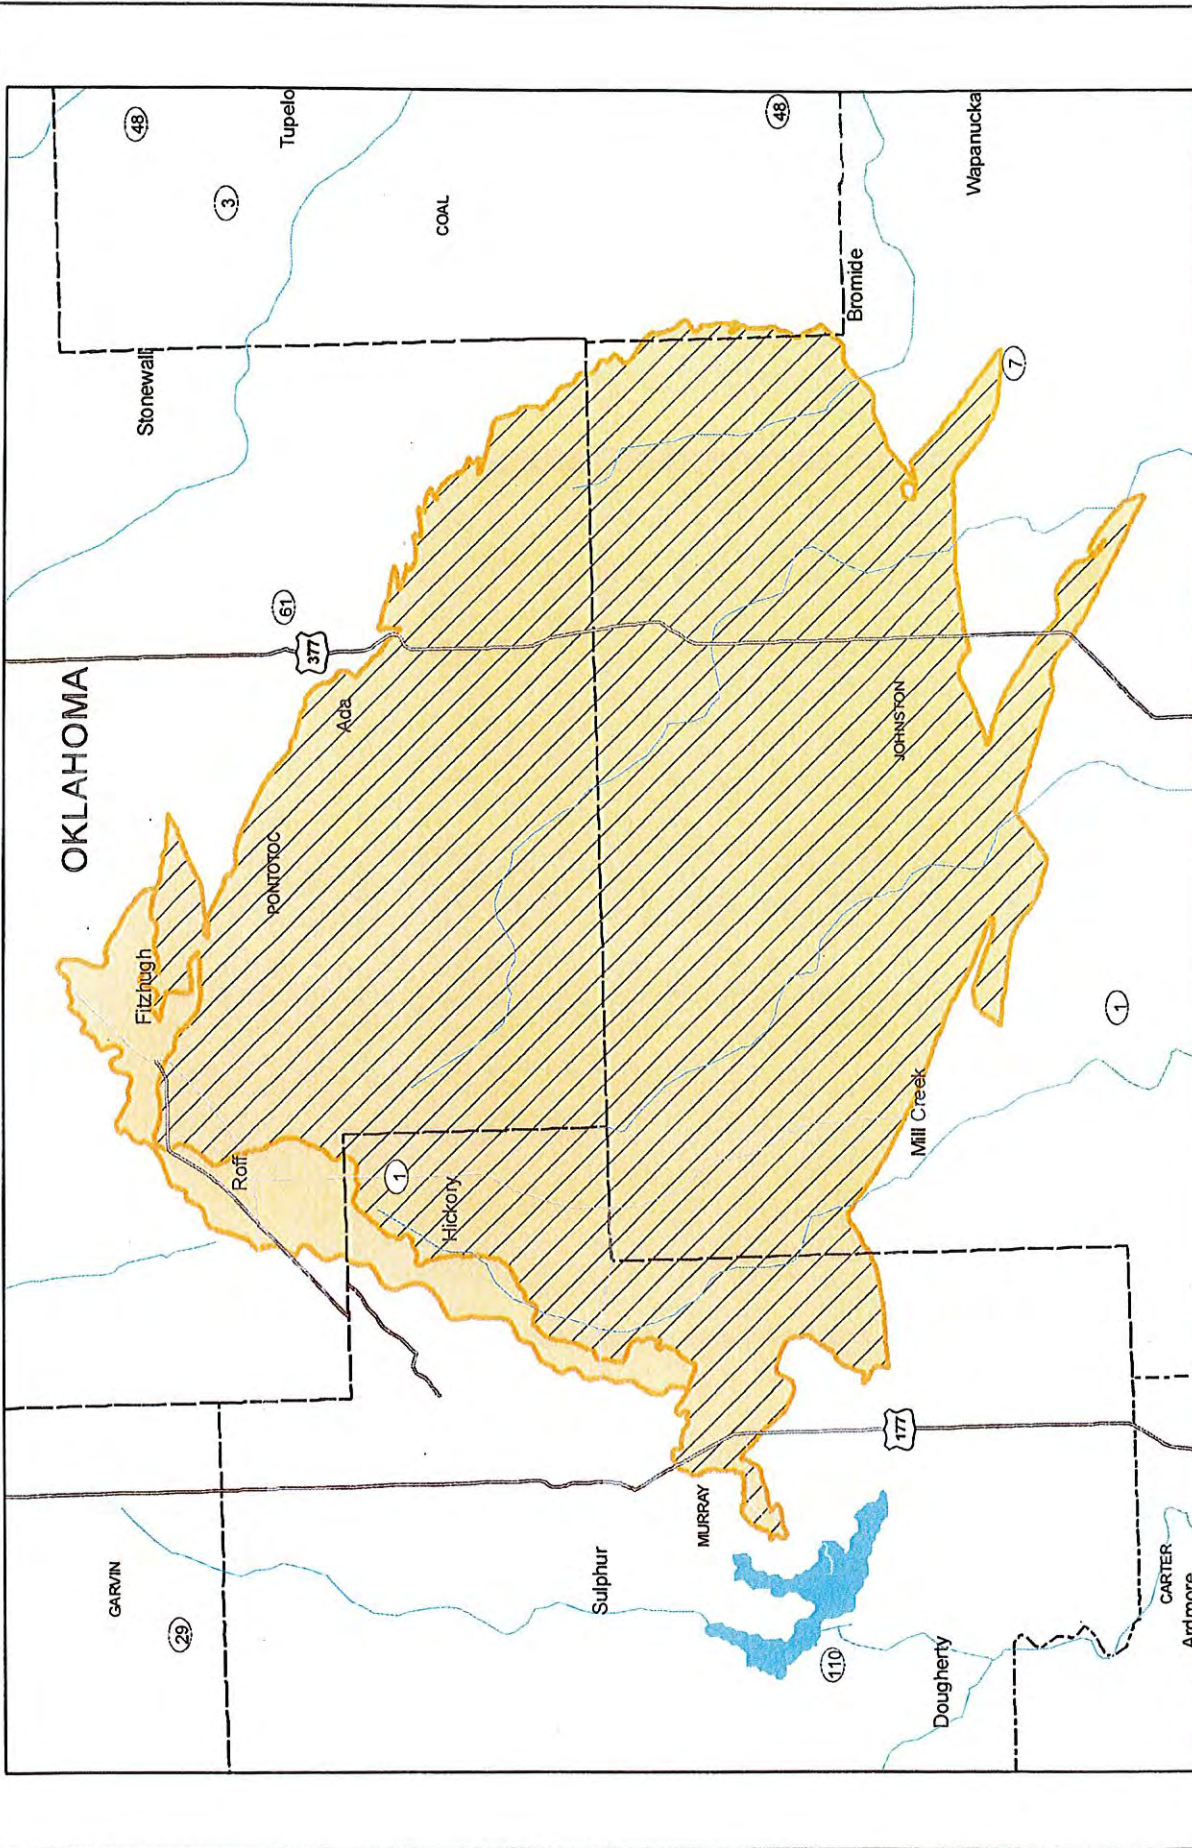 OKLAHOMA
48
Tupelo
3
COAL
48
Wapanucka
Bromide
Stonewall
7
61
377
Ada
JOHNSTON
PONTOTOC
Fitzhugh
1
Mill Creek
Roff
1
Hickory
177
MURRAY
GARVIN
29
Sulphur
110
Dougherty
CARTER
Ardmore